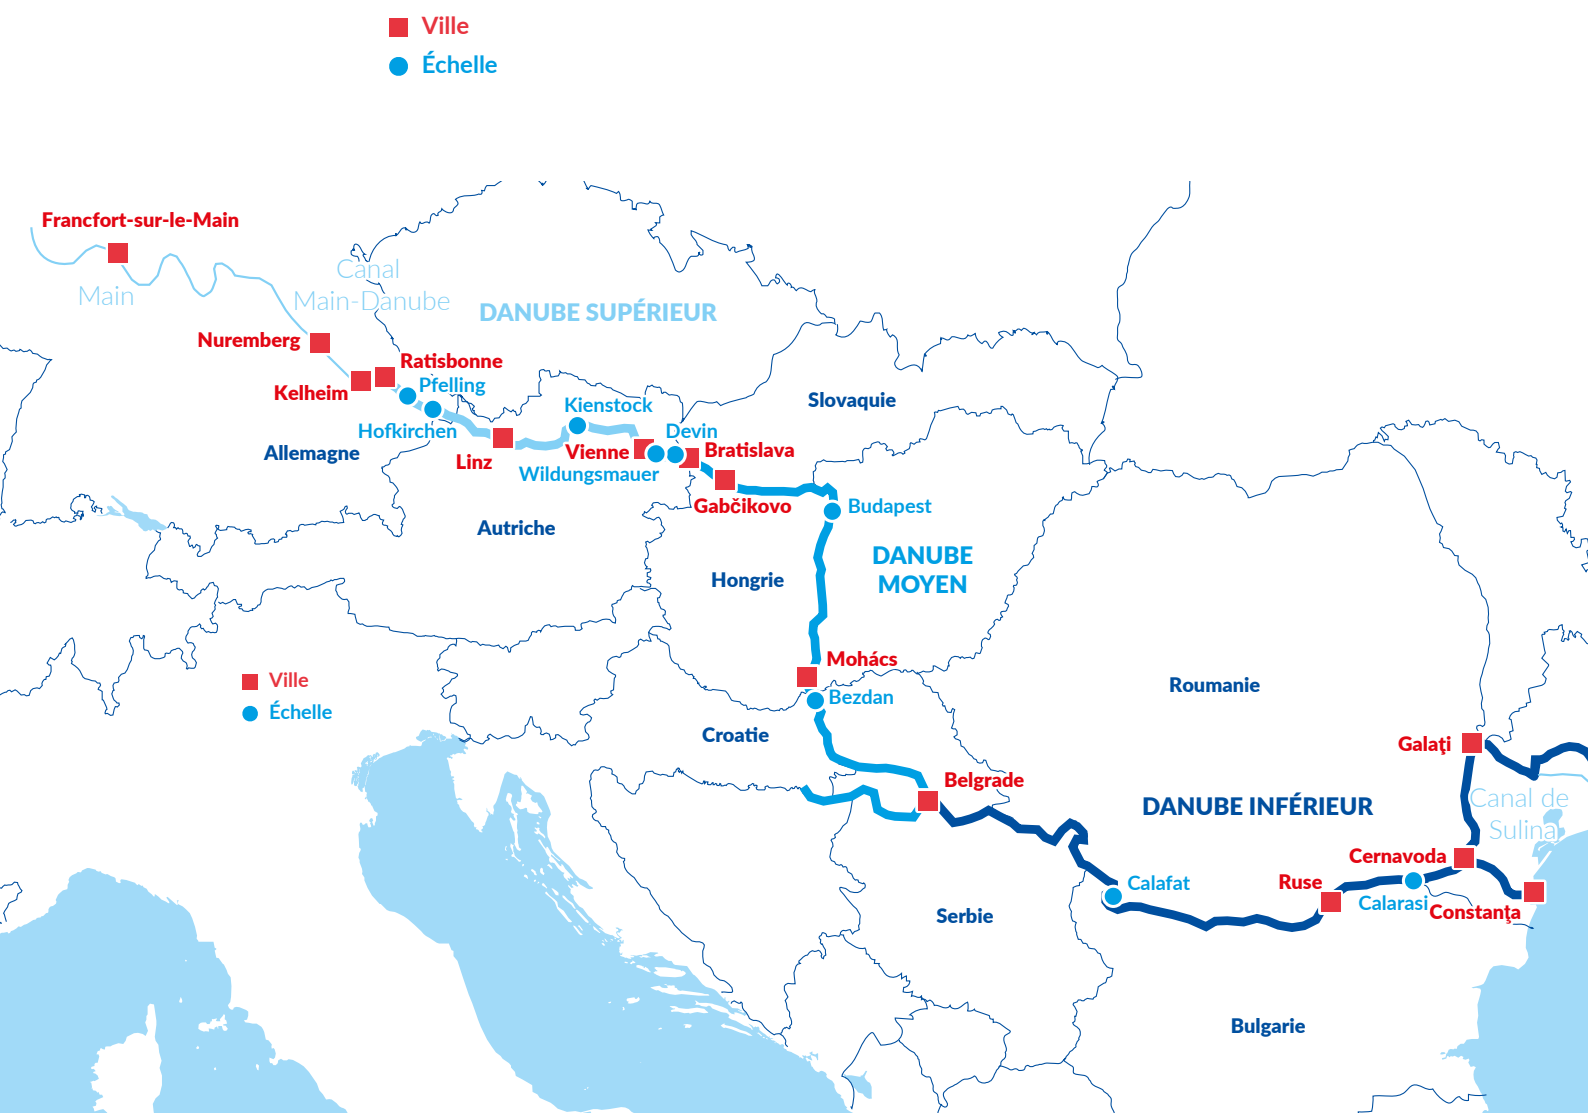 Ville
Échelle
Francfort-sur-le-Main
Main
Canal
Main-Danube
DANUBE SUPÉRIEUR
Nuremberg
Ratisbonne
Kelheim
Pfelling
Hofkirchen
Allemagne
Linz
Kienstock
Vienne
Wildungsmauer
Devin
Bratislava
Gabčikovo
Slovaquie
Autriche
Budapest
Hongrie
DANUBE
MOYEN
Mohács
Bezdan
Ville
Échelle
Croatie
Roumanie
Belgrade
Galaţi
DANUBE INFÉRIEUR
Canal de
Sulina
Cernavoda
Calafat
Ruse
Calarasi
Constanţa
Serbie
Bulgarie